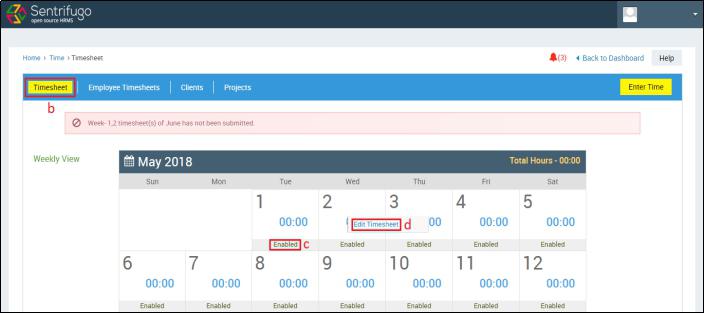 Sentrifugo
open source HRMS
Home › Time › Timesheet
(3)
Back to Dashboard
Help
Timesheet
Employee Timesheets
Clients
Projects
Enter Time
b
Week- 1,2 timesheet(s) of June has not been submitted.
Weekly View
May 2018
Total Hours - 00:00
Sun Mon Tue Wed Thu Fri Sat
1 2 3 4 5
Edit Timesheet d
00:00 00 00:00 00:00
Enabled c Enabled Enabled Enabled Enabled
6 7 8 9 10 11 12
00:00 00:00 00:00 00:00 00:00 00:00 00:00
Enabled Enabled Enabled Enabled Enabled Enabled Enabled